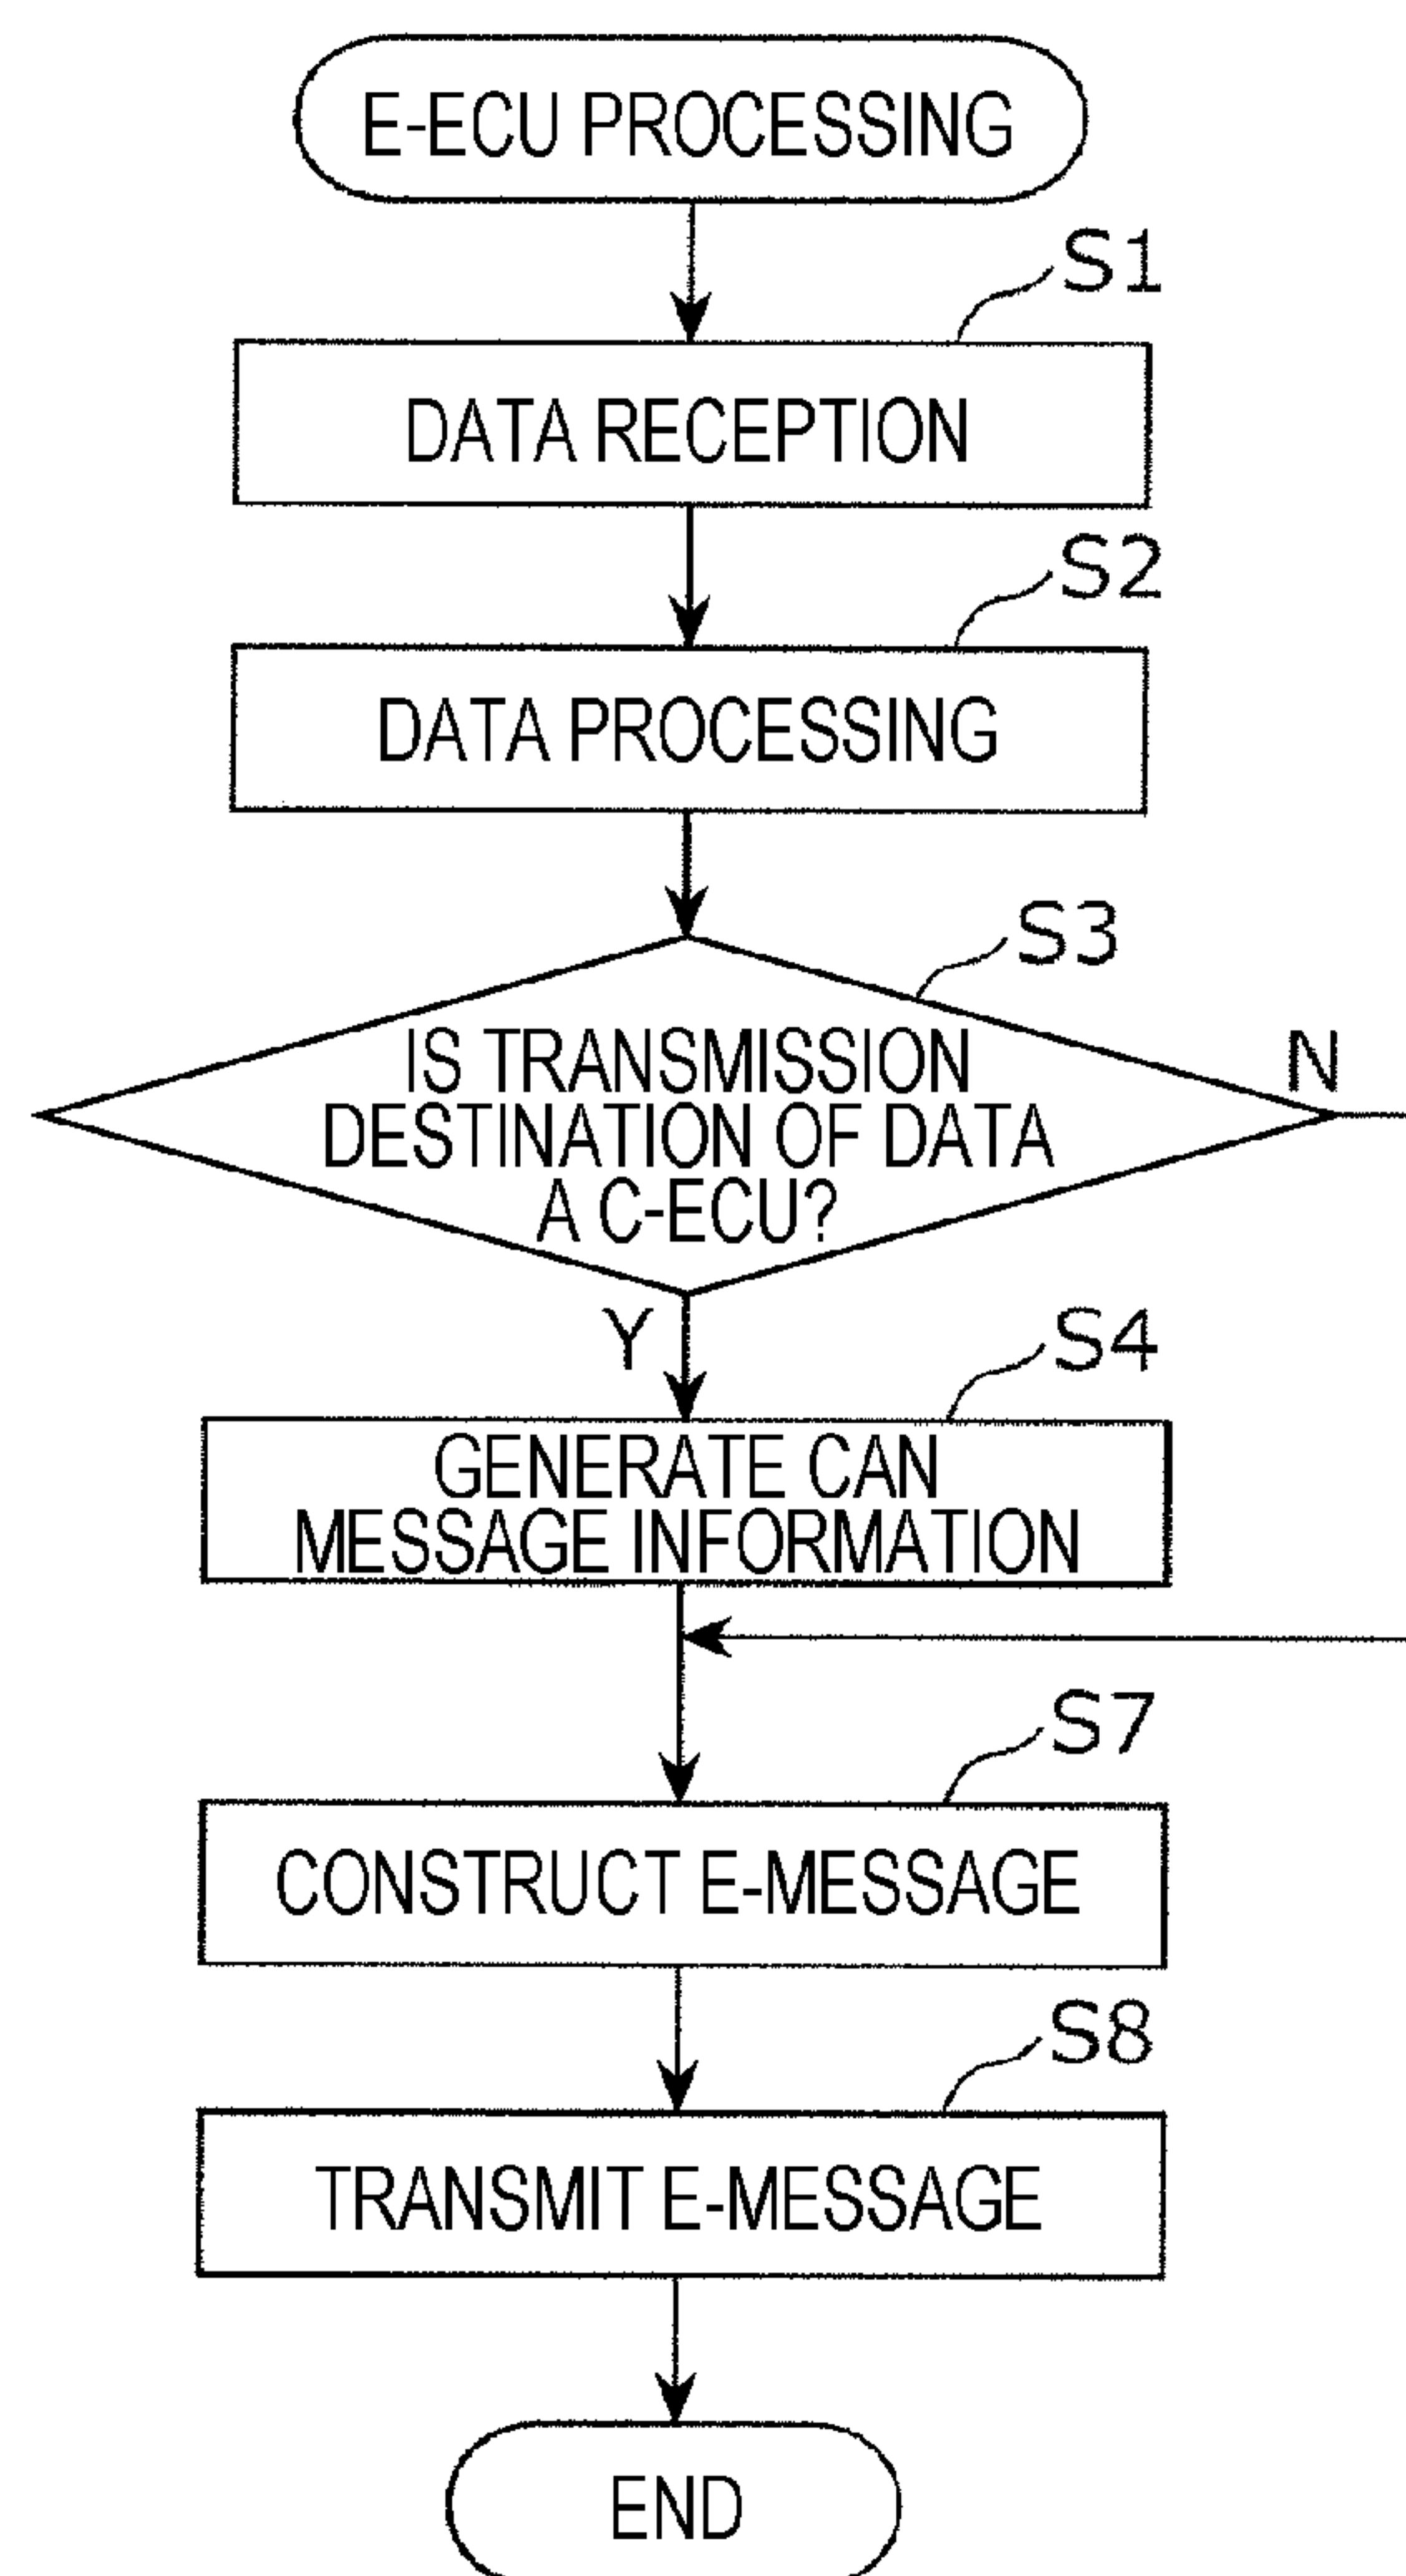 E-ECU PROCESSING
S1
DATA RECEPTION
S2
DATA PROCESSING
S3
IS TRANSMISSION
DESTINATION OF DATA
A C-ECU?
N
Y
S4
GENERATE CAN
MESSAGE INFORMATION
S7
CONSTRUCT E-MESSAGE
S8
TRANSMIT E-MESSAGE
END